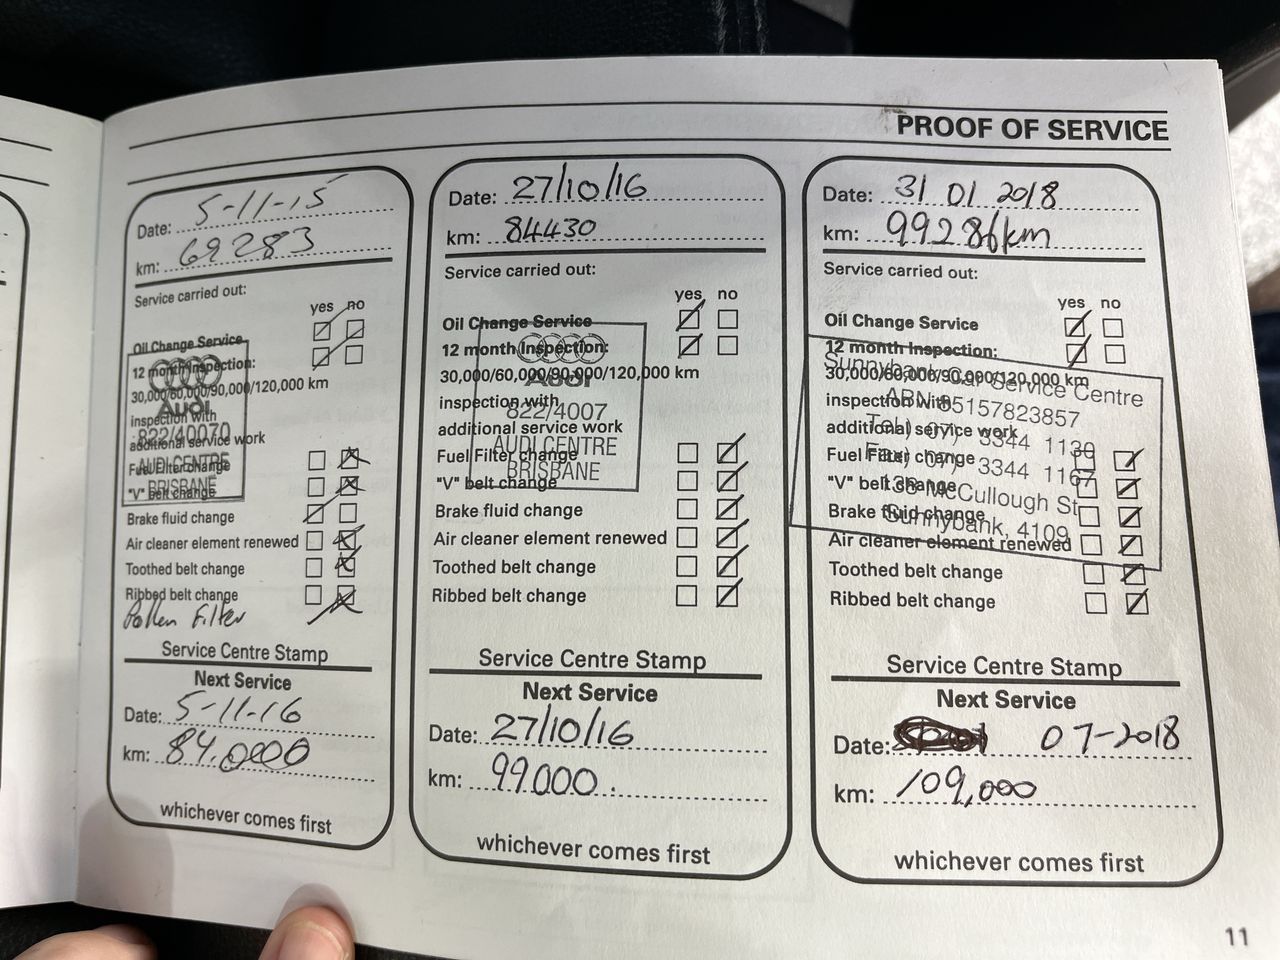 PROOF OF SERVICE
Date: 5-11-15
km: 69283
Service carried out:
yes no
Oil Change Service
12 month Inspection:
30,000/60,000/90,000/120,000 km
inspection with
additional service work
Fuel Filter change
"V" belt change
Brake fluid change
Air cleaner element renewed
Toothed belt change
Ribbed belt change
Pollen Filter
Audi
822/40070
AUDI CENTRE
BRISBANE
Service Centre Stamp
Next Service
Date: 5-11-16
km: 84.0000
whichever comes first
Date: 27/10/16
km: 84430
Service carried out:
yes no
Oil Change Service
12 month Inspection:
30,000/60,000/90,000/120,000 km
inspection with
additional service work
Fuel Filter change
"V" belt change
Brake fluid change
Air cleaner element renewed
Toothed belt change
Ribbed belt change
Audi
822/4007
AUDI CENTRE
BRISBANE
Service Centre Stamp
Next Service
Date: 27/10/16
km: 99.000
whichever comes first
Date: 31 01 2018
km: 99286km
Service carried out:
yes no
Oil Change Service
12 month Inspection:
30,000/60,000/90,000/120,000 km
inspection with
additional service work
Fuel Filter change
"V" belt change
Brake fluid change
Air cleaner element renewed
Toothed belt change
Ribbed belt change
Sunnybank Car Service Centre
ABN 85157823857
Tel) 07) 3344 1130
Fax) 07) 3344 1167
McCullough St
Sunnybank, 4109
Service Centre Stamp
Next Service
Date: 07-2018
km: 109,000
whichever comes first
11